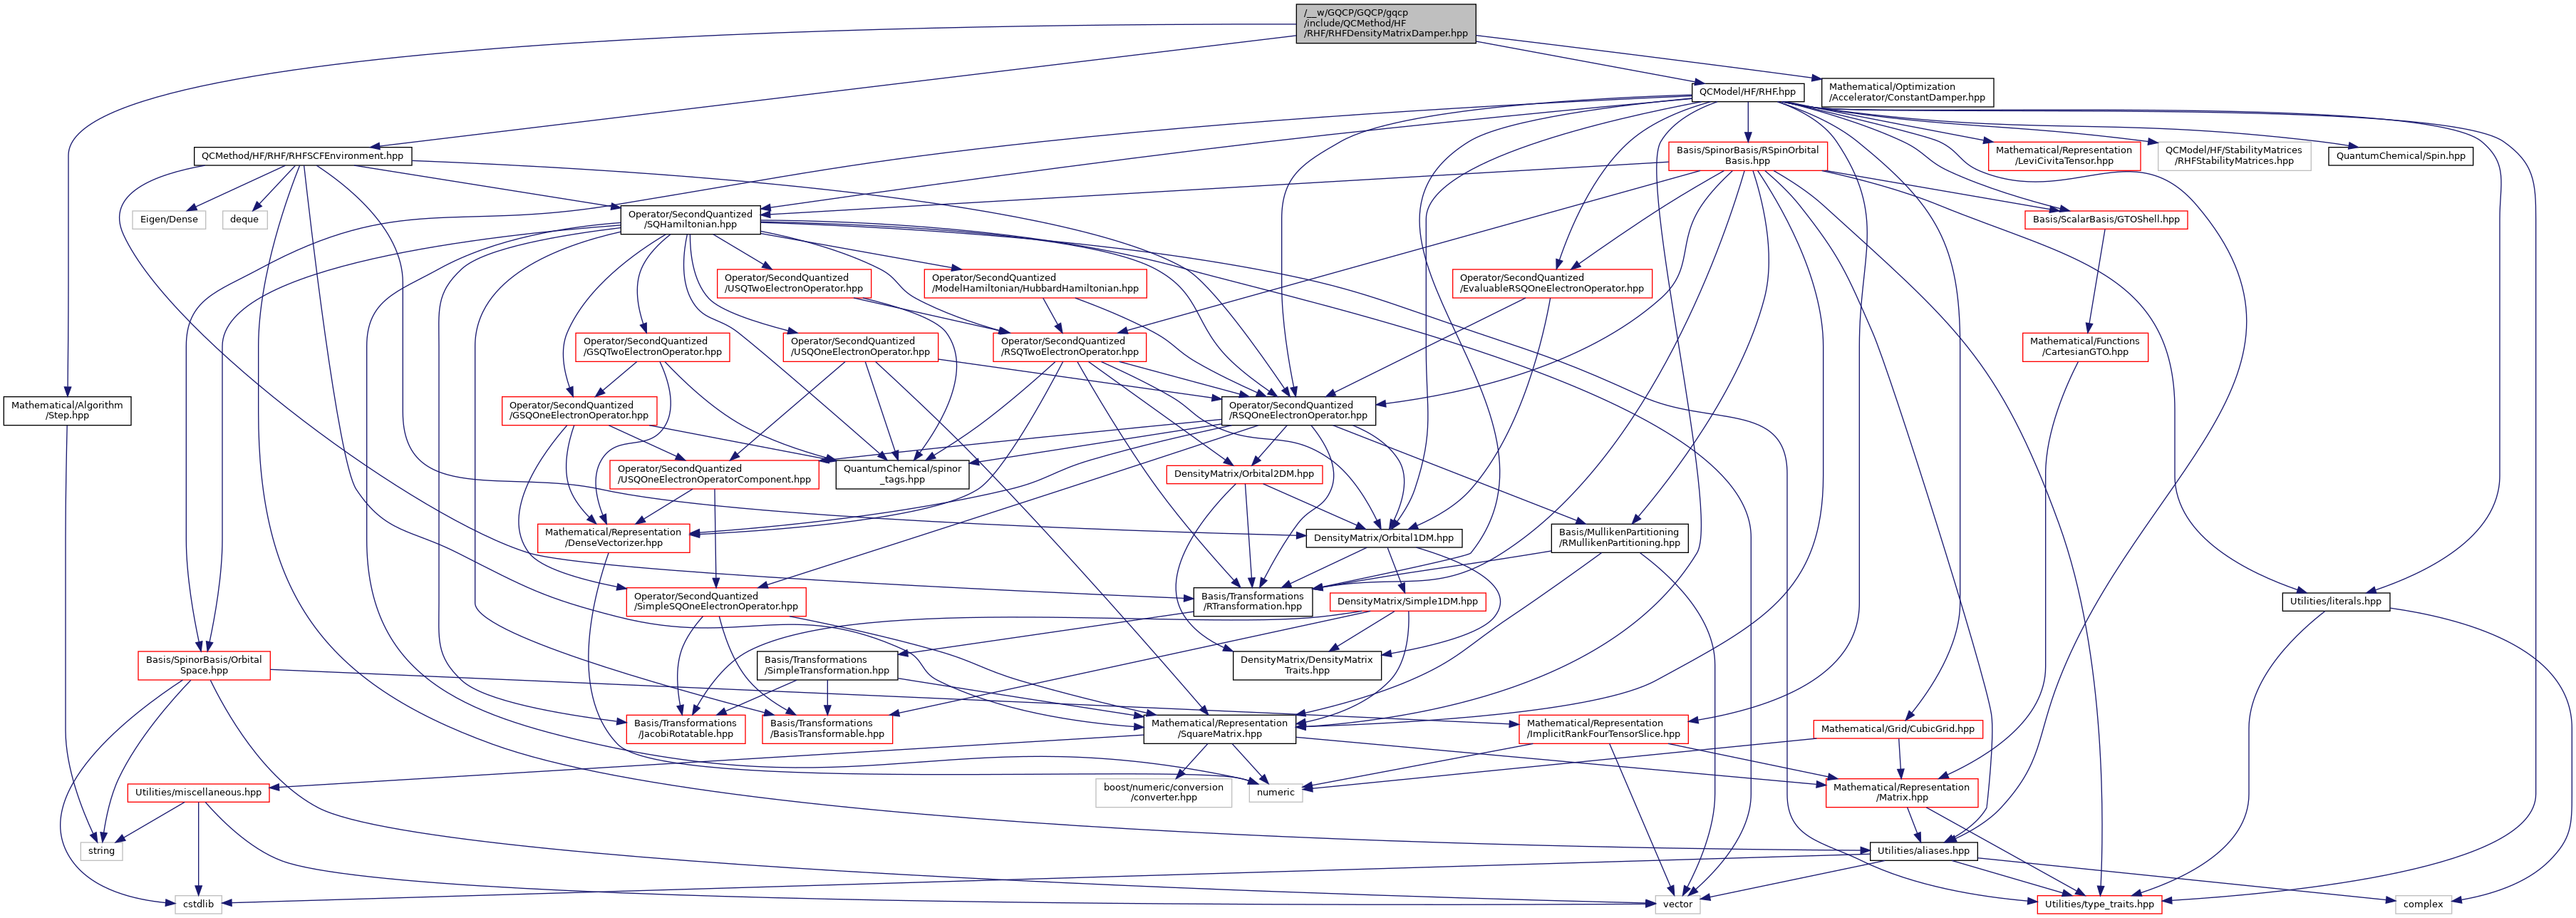 /__w/GQCP/GQCP/gqcp
/include/QCMethod/HF
/RHF/RHFDensityMatrixDamper.hpp
QCModel/HF/RHF.hpp
Mathematical/Optimization
/Accelerator/ConstantDamper.hpp
QCMethod/HF/RHF/RHFSCFEnvironment.hpp
Basis/SpinorBasis/RSpinOrbital
Basis.hpp
Mathematical/Representation
/LeviCivitaTensor.hpp
QCModel/HF/StabilityMatrices
/RHFStabilityMatrices.hpp
QuantumChemical/Spin.hpp
Eigen/Dense
deque
Operator/SecondQuantized
/SQHamiltonian.hpp
Basis/ScalarBasis/GTOShell.hpp
Operator/SecondQuantized
/USQTwoElectronOperator.hpp
Operator/SecondQuantized
/ModelHamiltonian/HubbardHamiltonian.hpp
Operator/SecondQuantized
/EvaluableRSQOneElectronOperator.hpp
Operator/SecondQuantized
/GSQTwoElectronOperator.hpp
Operator/SecondQuantized
/USQOneElectronOperator.hpp
Operator/SecondQuantized
/RSQTwoElectronOperator.hpp
Mathematical/Functions
/CartesianGTO.hpp
Mathematical/Algorithm
/Step.hpp
Operator/SecondQuantized
/GSQOneElectronOperator.hpp
Operator/SecondQuantized
/RSQOneElectronOperator.hpp
Operator/SecondQuantized
/USQOneElectronOperatorComponent.hpp
QuantumChemical/spinor
_tags.hpp
DensityMatrix/Orbital2DM.hpp
Mathematical/Representation
/DenseVectorizer.hpp
DensityMatrix/Orbital1DM.hpp
Basis/MullikenPartitioning
/RMullikenPartitioning.hpp
Operator/SecondQuantized
/SimpleSQOneElectronOperator.hpp
Basis/Transformations
/RTransformation.hpp
DensityMatrix/Simple1DM.hpp
Utilities/literals.hpp
Basis/SpinorBasis/Orbital
Space.hpp
Basis/Transformations
/SimpleTransformation.hpp
DensityMatrix/DensityMatrix
Traits.hpp
Basis/Transformations
/JacobiRotatable.hpp
Basis/Transformations
/BasisTransformable.hpp
Mathematical/Representation
/SquareMatrix.hpp
Mathematical/Representation
/ImplicitRankFourTensorSlice.hpp
Mathematical/Grid/CubicGrid.hpp
Utilities/miscellaneous.hpp
boost/numeric/conversion
/converter.hpp
numeric
Mathematical/Representation
/Matrix.hpp
string
Utilities/aliases.hpp
cstdlib
vector
Utilities/type_traits.hpp
complex